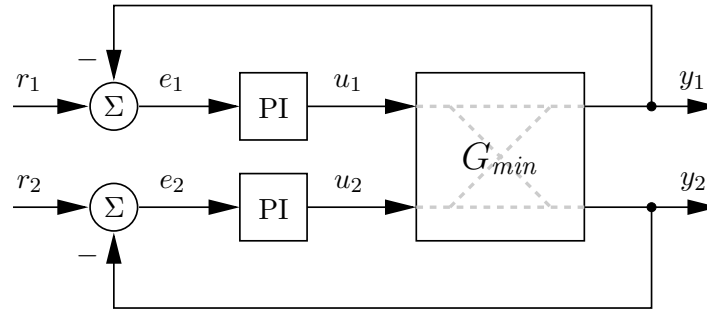 −
r₁ Σ e₁ PI u₁ y₁
G_min
r₂ Σ e₂ PI u₂ y₂
−